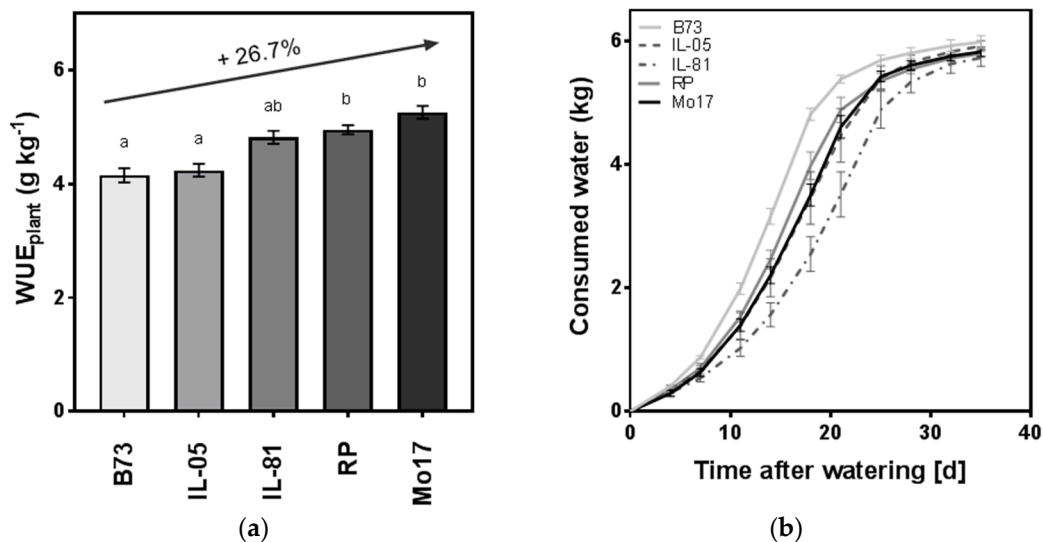 + 26.7%
a
a
ab
b
b
6
4
2
0
WUEplant (g kg-1)
B73
IL-05
IL-81
RP
Mo17
(a)
B73
IL-05
IL-81
RP
Mo17
6
4
2
0
Consumed water (kg)
0
10
20
30
40
Time after watering [d]
(b)